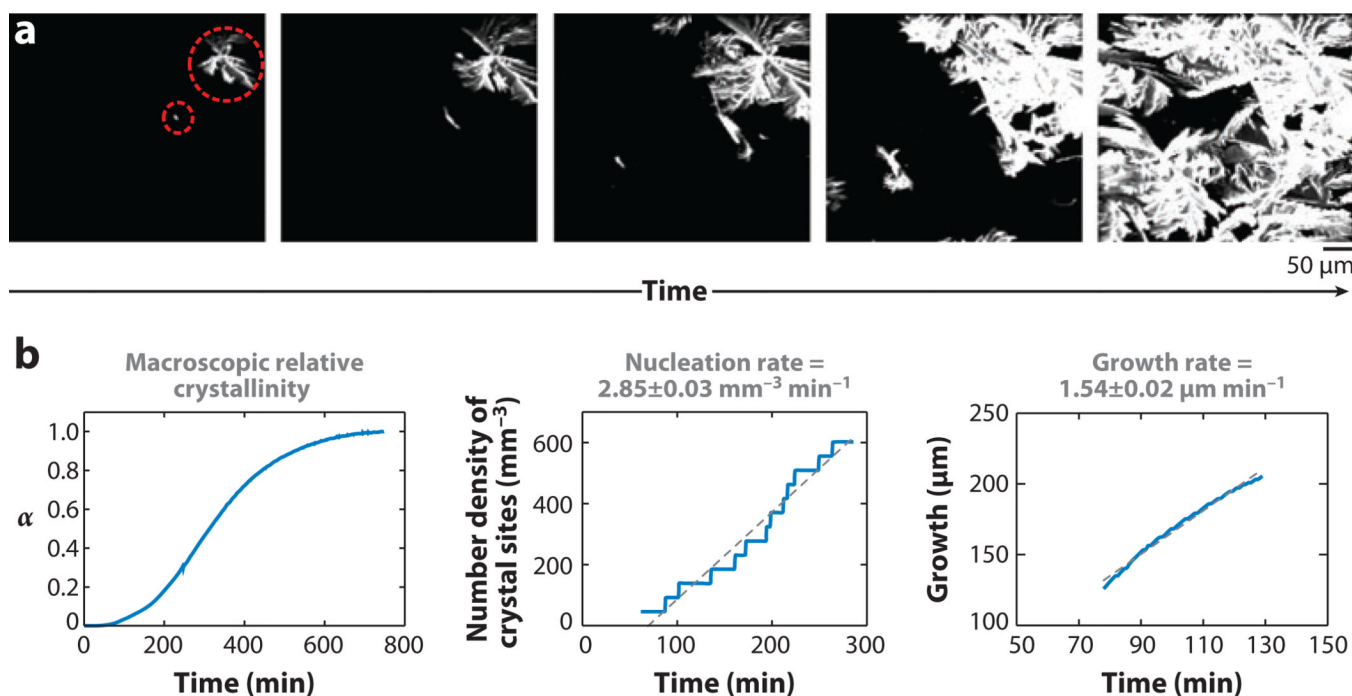 a
50 μm
Time
b
Macroscopic relative
crystallinity
α
1.0
0.8
0.6
0.4
0.2
0
0 200 400 600 800
Time (min)
Nucleation rate =
2.85±0.03 mm⁻³ min⁻¹
Number density of
crystal sites (mm⁻³)
600
400
200
0
0 100 200 300
Time (min)
Growth rate =
1.54±0.02 μm min⁻¹
Growth (μm)
250
200
150
100
50 70 90 110 130 150
Time (min)